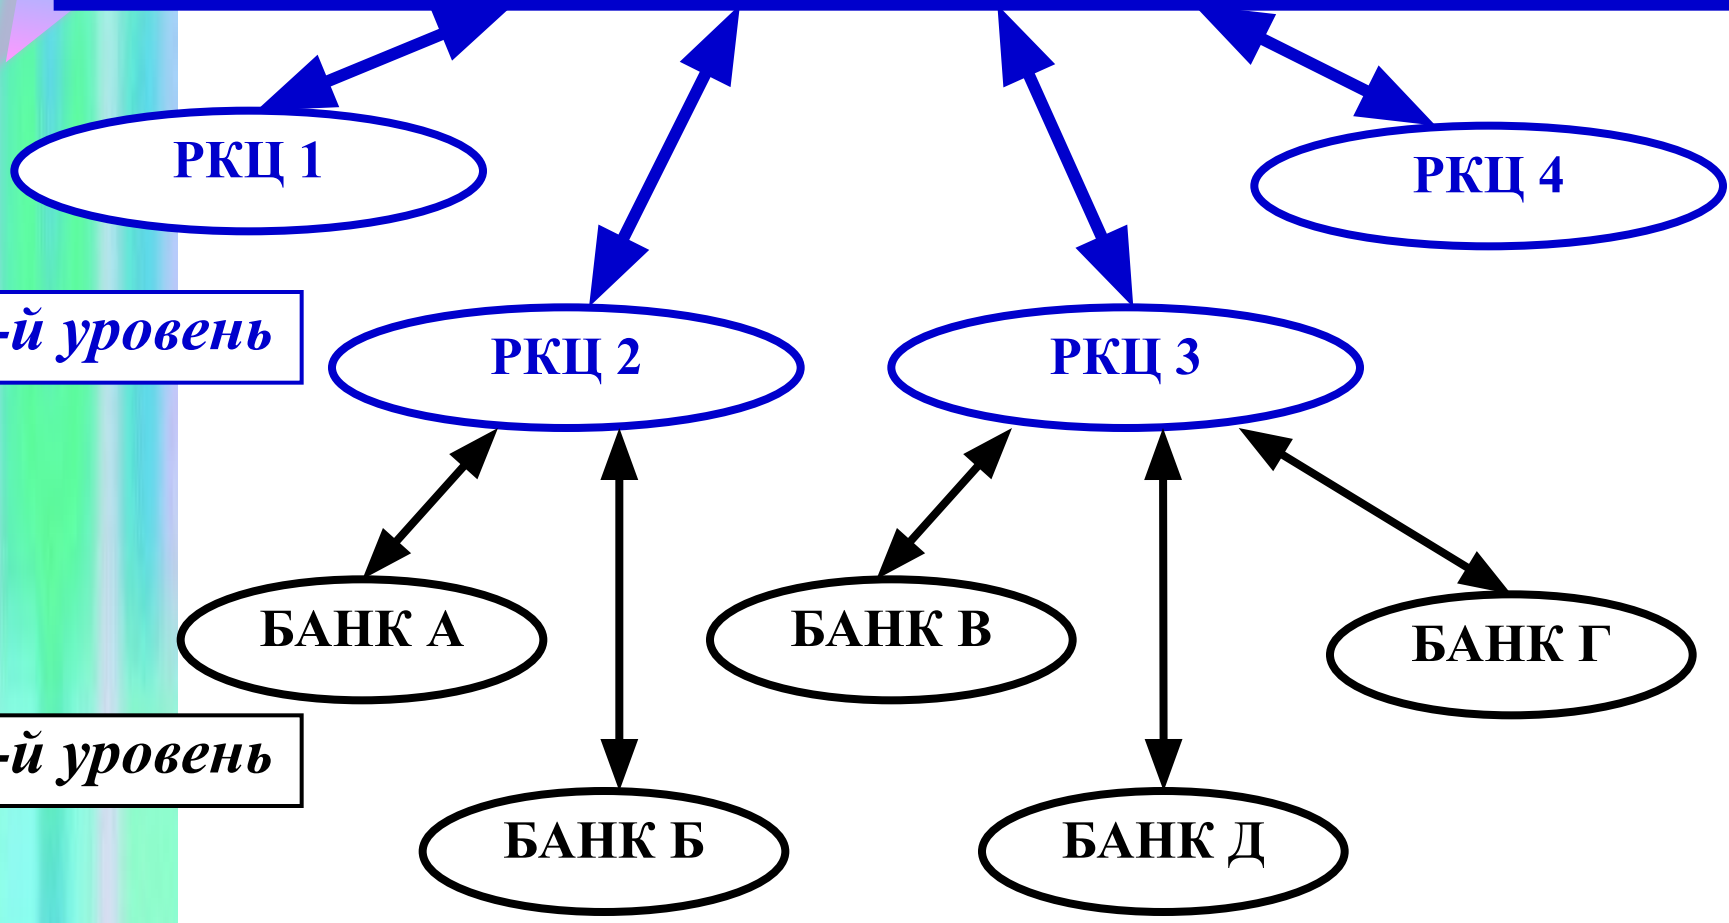 РКЦ 1
РКЦ 4
-й уровень
РКЦ 2
РКЦ 3
БАНК А
БАНК В
БАНК Г
-й уровень
БАНК Б
БАНК Д